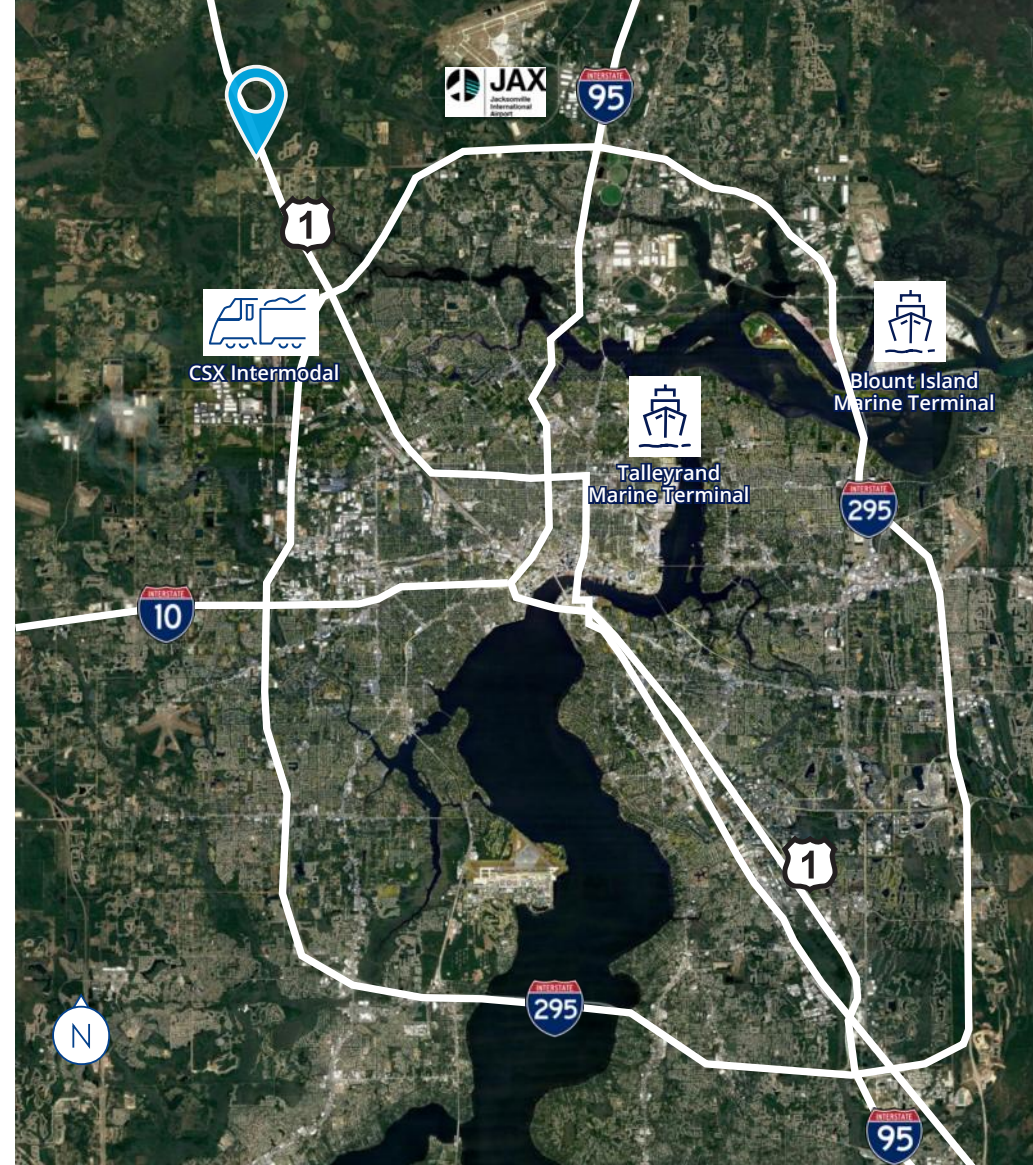 JAX
Jacksonville
International
Airport
INTERSTATE
95
1
CSX Intermodal
Blount Island
Marine Terminal
Talleyrand
Marine Terminal
INTERSTATE
295
INTERSTATE
10
1
INTERSTATE
295
N
INTERSTATE
95